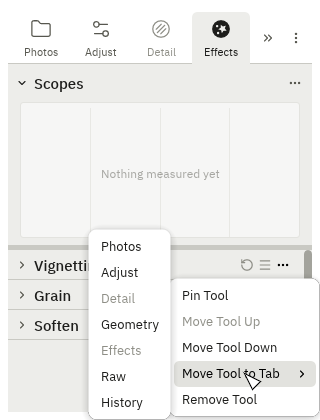 Photos Adjust Detail Effects
Scopes
Nothing measured yet
Grain
Soften
Photos
Adjust
Detail
Geometry
Effects
Raw
History
Pin Tool
Move Tool Up
Move Tool Down
Move Tool to Tab
Remove Tool